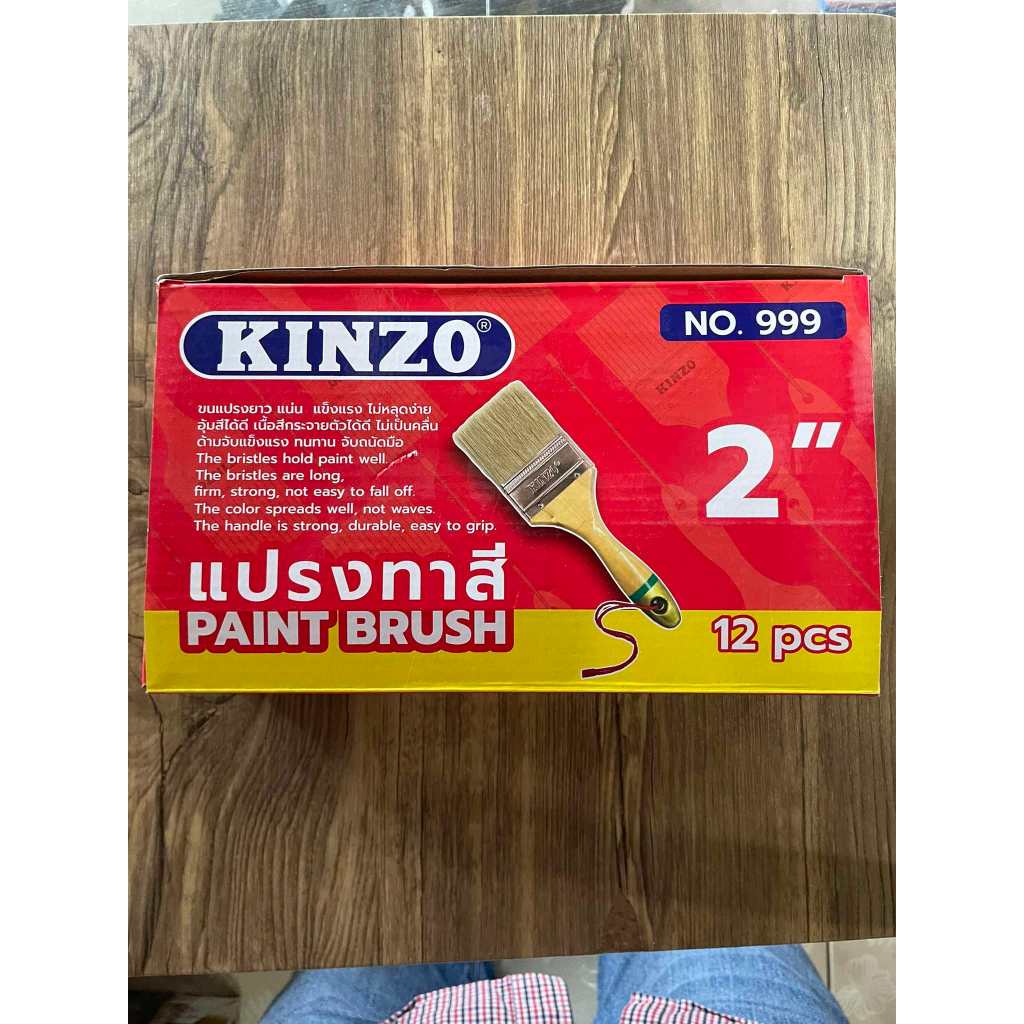 KINZO®
NO. 999
KINZO
ขนแปรงยาว แน่น แข็งแรง ไม่หลุดง่าย
อุ้มสีได้ดี เนื้อสีกระจายตัวได้ดี ไม่เป็นคลื่น
ด้ามจับแข็งแรง ทนทาน จับถนัดมือ
The bristles hold paint well.
The bristles are long,
firm, strong, not easy to fall off.
The color spreads well, not waves.
The handle is strong, durable, easy to grip.
KINZO
2"
แปรงทาสี
PAINT BRUSH
12 pcs